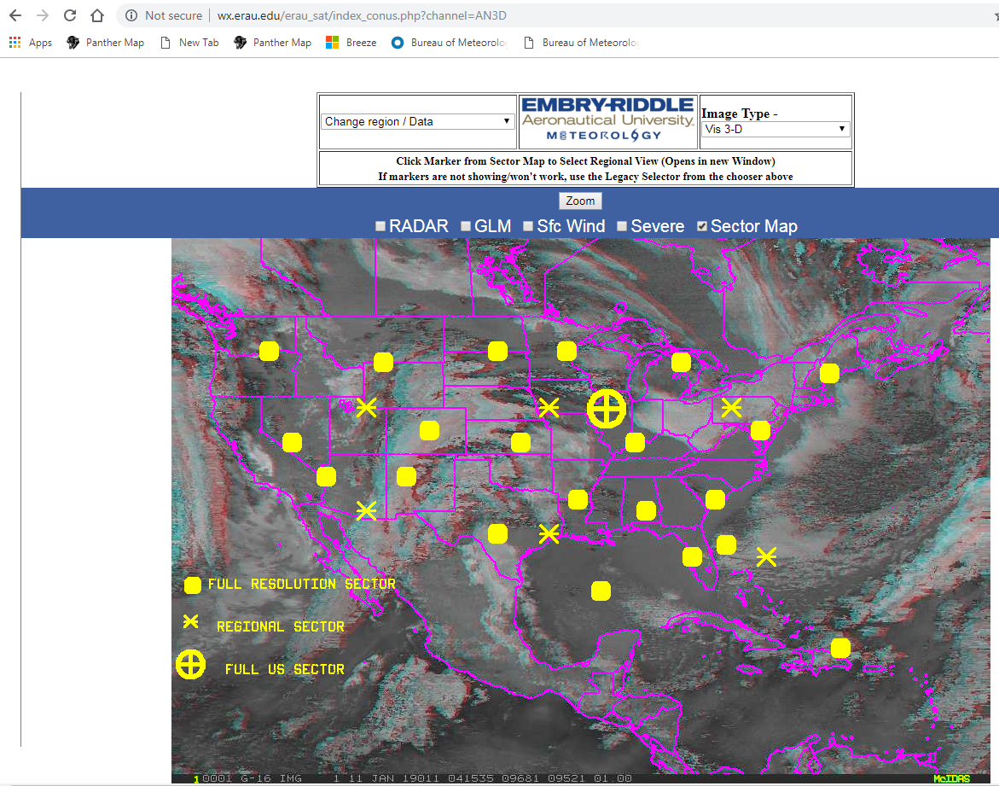 Not secure | wx.erau.edu/erau_sat/index_conus.php?channel=AN3D
Apps Panther Map New Tab Panther Map Breeze Bureau of Meteorolo Bureau of Meteorolo
Change region / Data
EMBRY-RIDDLE
Aeronautical University
METEOROLOGY
Image Type -
Vis 3-D
Click Marker from Sector Map to Select Regional View (Opens in new Window)
If markers are not showing/won't work, use the Legacy Selector from the chooser above
Zoom
RADAR GLM Sfc Wind Severe Sector Map
FULL RESOLUTION SECTOR
REGIONAL SECTOR
FULL US SECTOR
1 0001 G-16 IMG 1 11 JAN 19011 041535 09681 09521 01.00 McIDAS